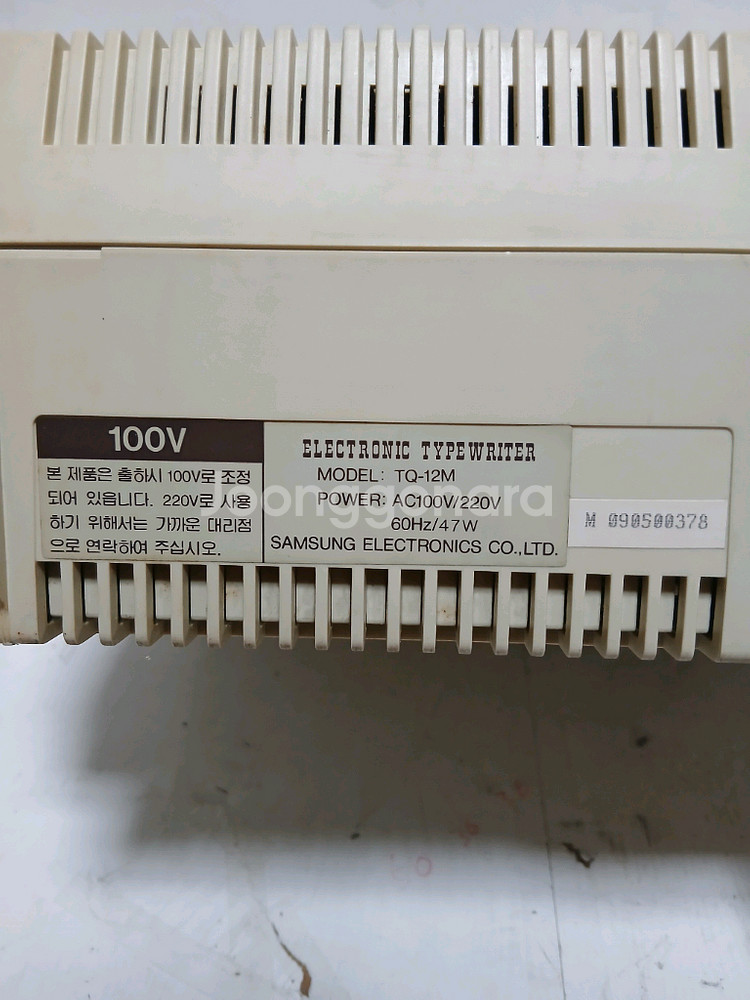 100V
본 제품은 출하시 100V로 조정
되어 있읍니다. 220V로 사용
하기 위해서는 가까운 대리점
으로 연락하여 주십시오.
ELECTRONIC TYPEWRITER
MODEL: TQ-12M
POWER: AC100V/220V
60Hz/47W
SAMSUNG ELECTRONICS CO.,LTD.
M 090500378
Joonggonara